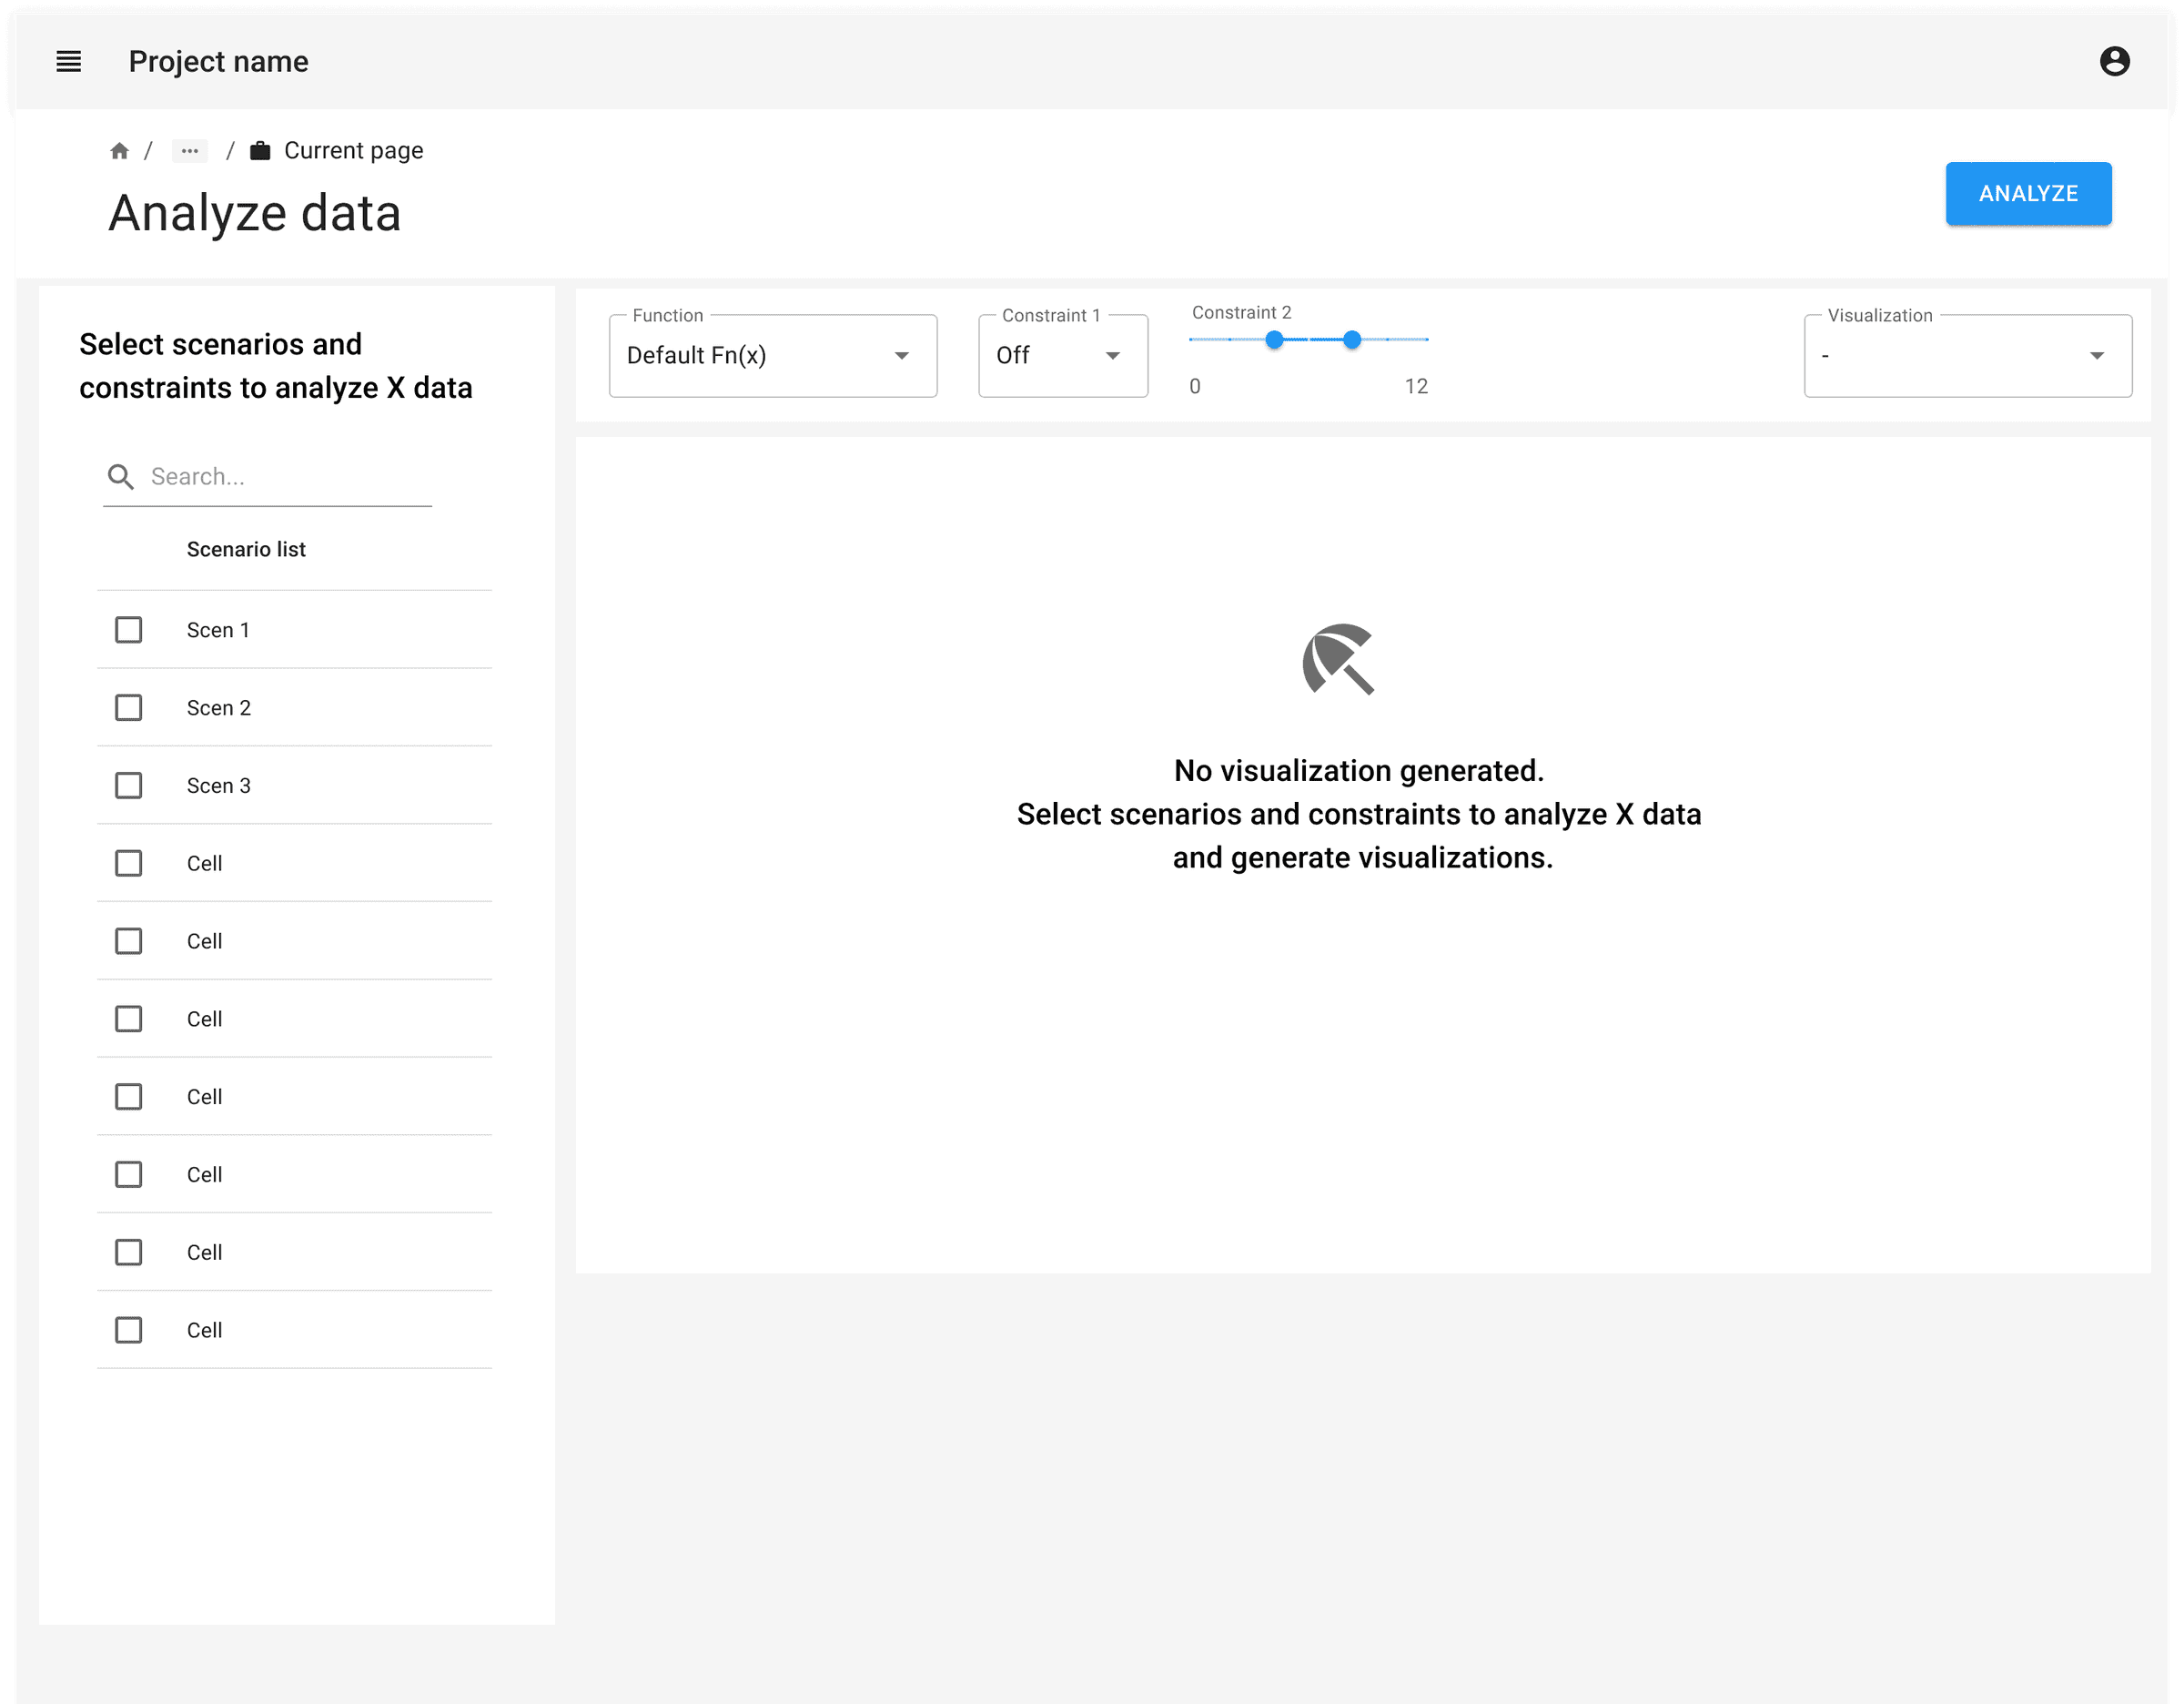 Project name
/ ... / Current page
Analyze data
ANALYZE
Select scenarios and
constraints to analyze X data
Search...
Scenario list
Scen 1
Scen 2
Scen 3
Cell
Cell
Cell
Cell
Cell
Cell
Cell
Function
Default Fn(x)
Constraint 1
Off
Constraint 2
0 12
Visualization
-
No visualization generated.
Select scenarios and constraints to analyze X data
and generate visualizations.